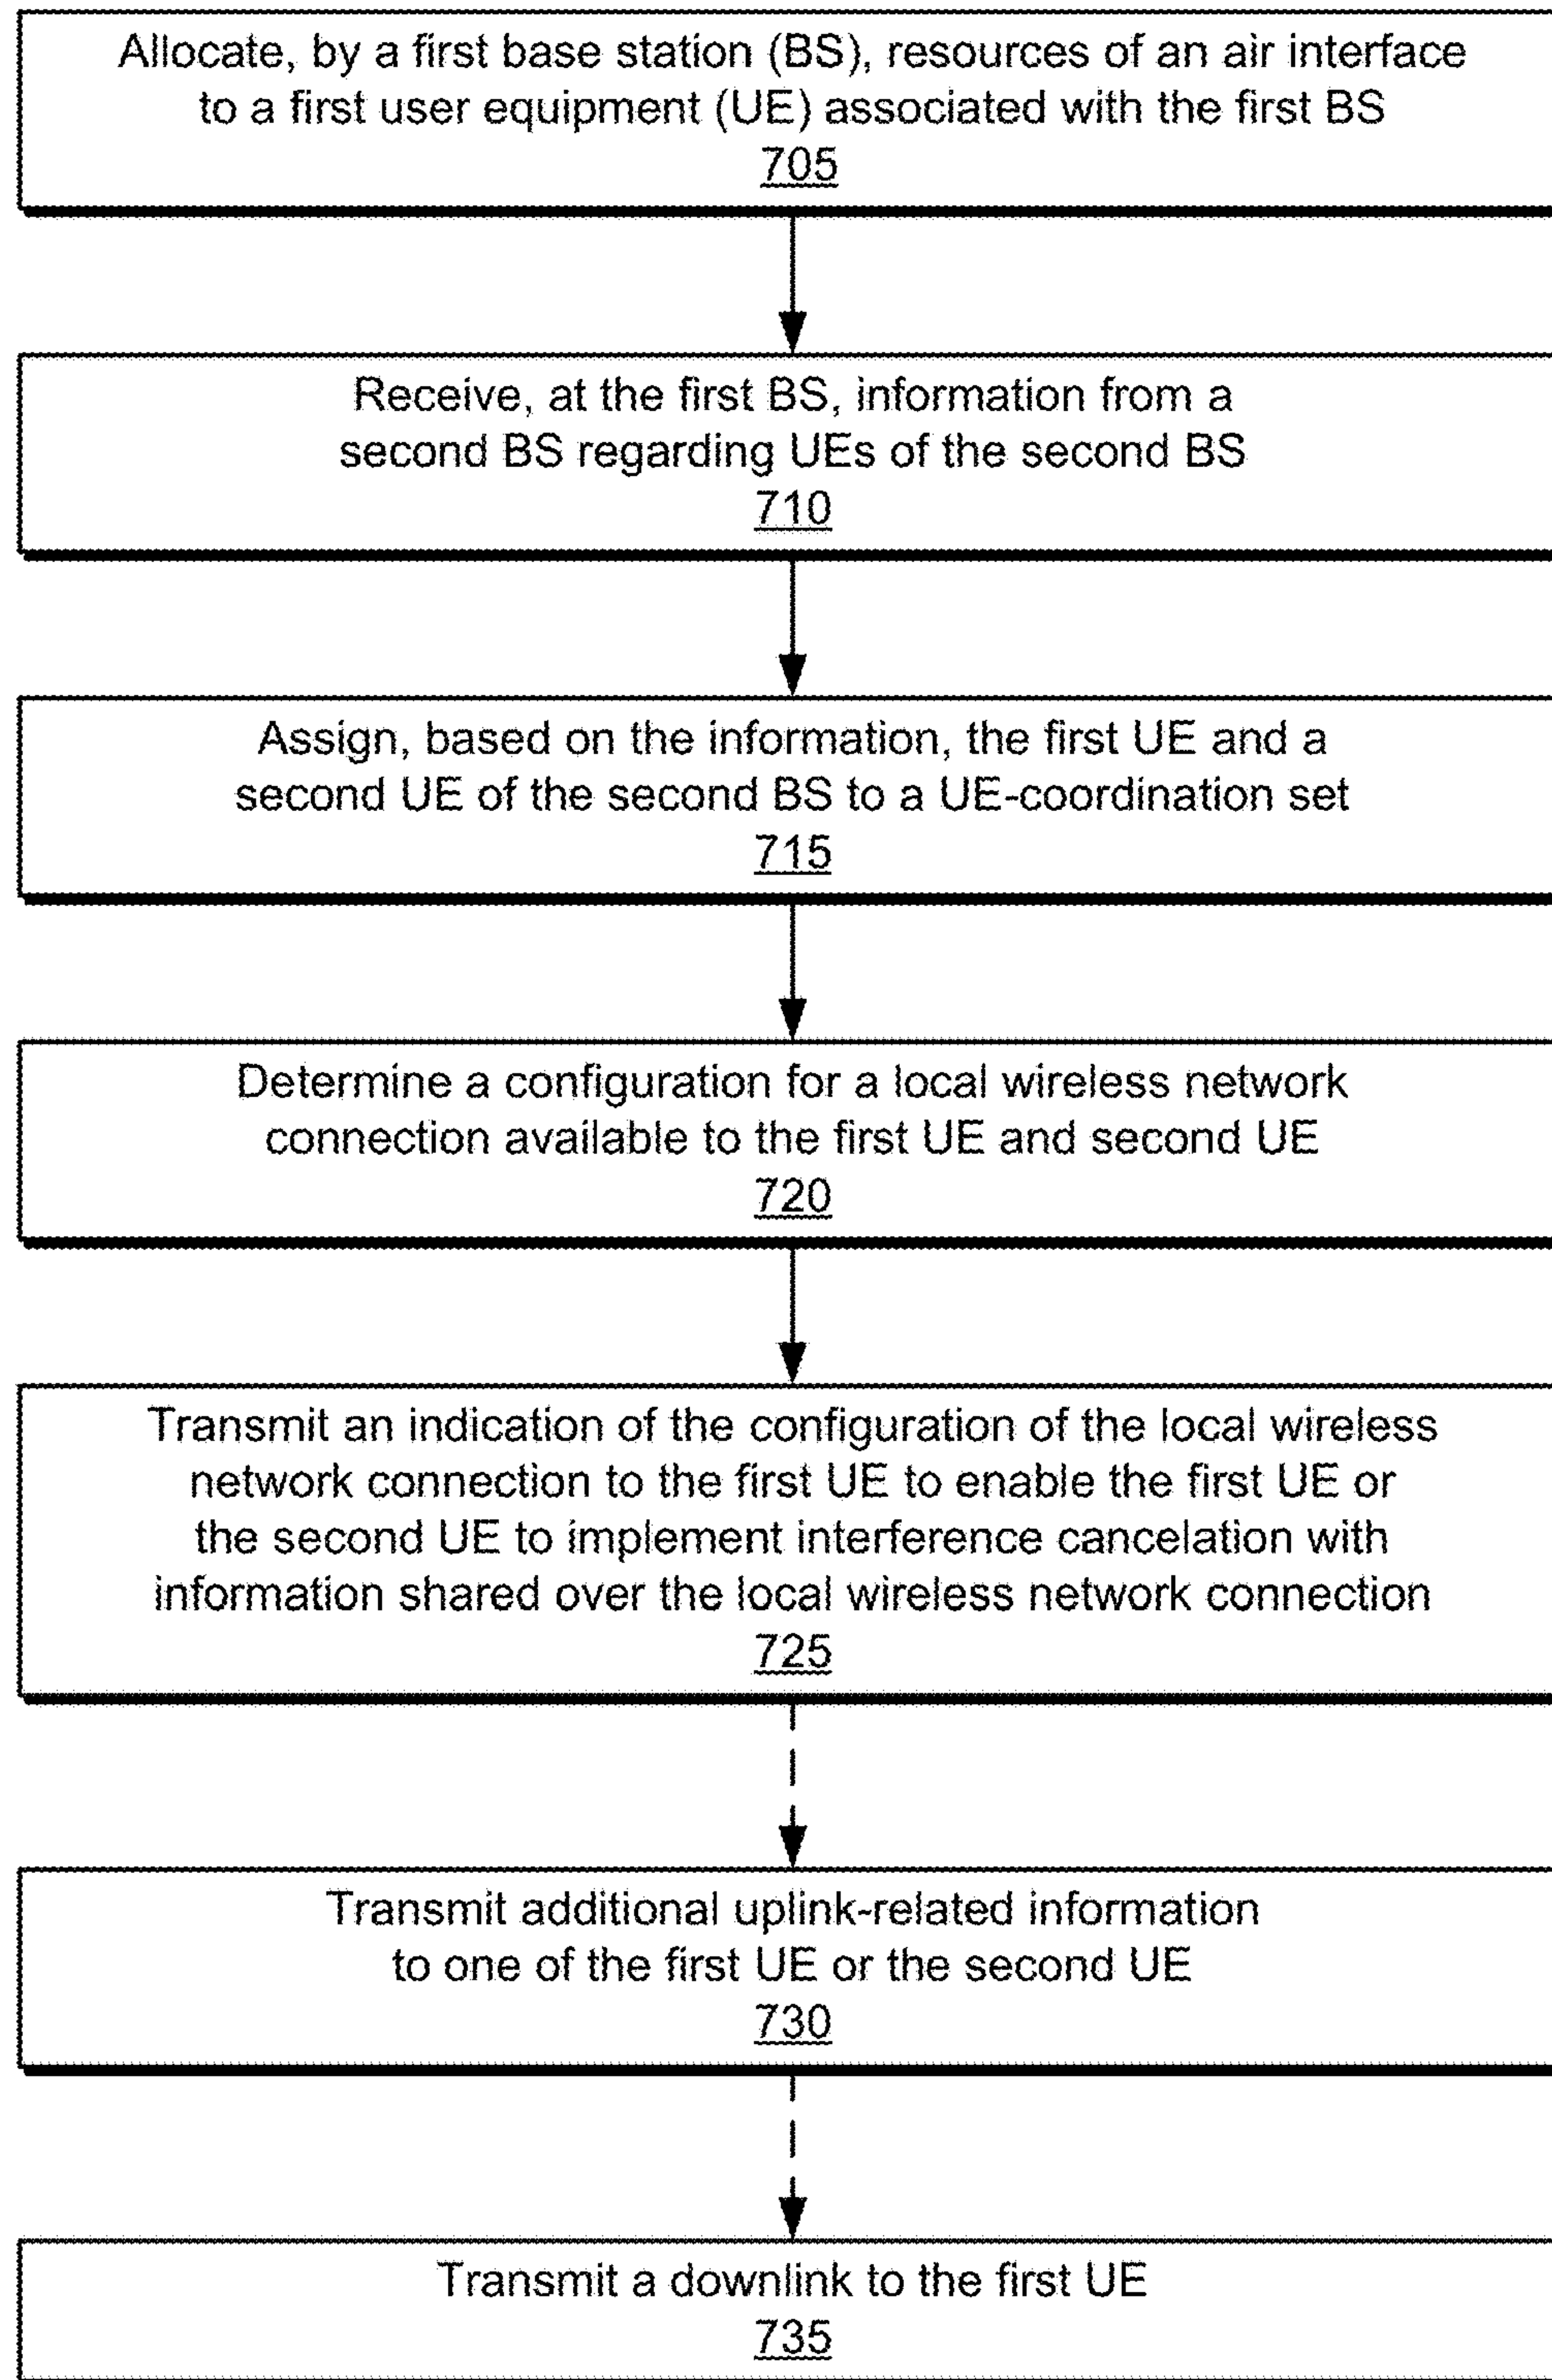 Allocate, by a first base station (BS), resources of an air interface
to a first user equipment (UE) associated with the first BS
705
Receive, at the first BS, information from a
second BS regarding UEs of the second BS
710
Assign, based on the information, the first UE and a
second UE of the second BS to a UE-coordination set
715
Determine a configuration for a local wireless network
connection available to the first UE and second UE
720
Transmit an indication of the configuration of the local wireless
network connection to the first UE to enable the first UE or
the second UE to implement interference cancelation with
information shared over the local wireless network connection
725
Transmit additional uplink-related information
to one of the first UE or the second UE
730
Transmit a downlink to the first UE
735